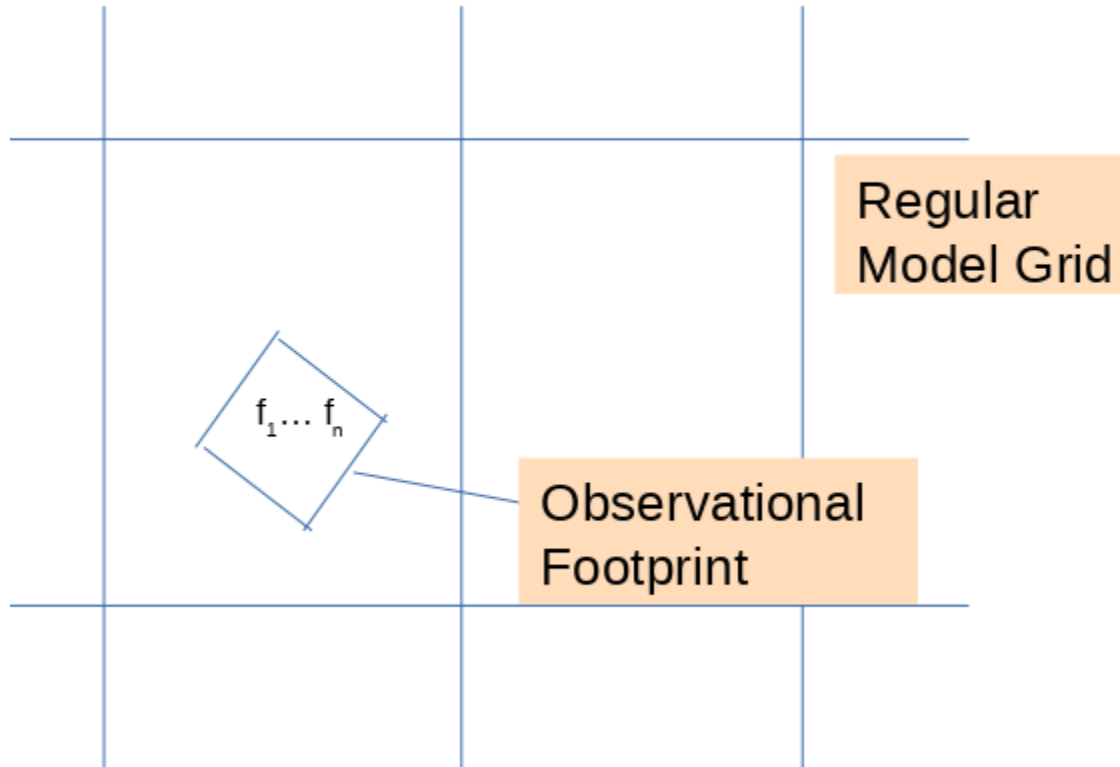 Regular
Model Grid
f₁… fₙ
Observational
Footprint